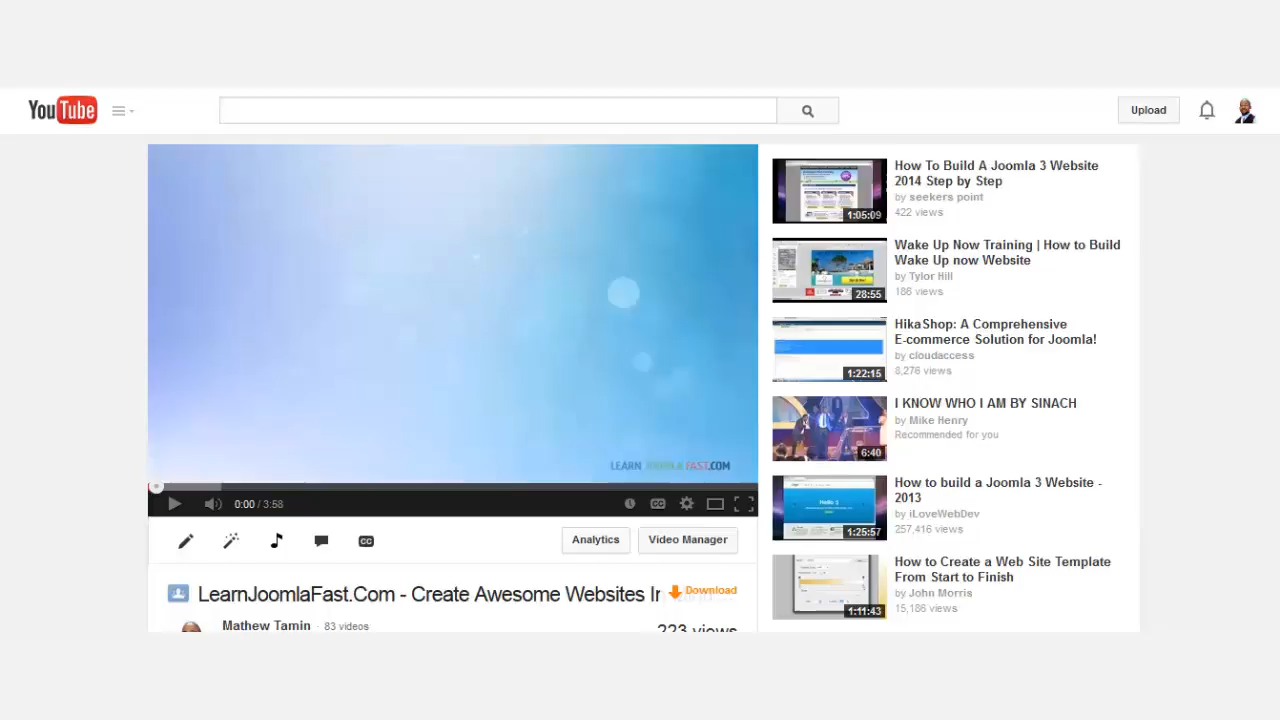 YouTube
Upload
LEARN JOOMLA FAST.COM
0:00 / 3:58
CC
CC
Analytics
Video Manager
LearnJoomlaFast.Com - Create Awesome Websites In
Download
Mathew Tamin · 83 videos
223 views
1:05:09
How To Build A Joomla 3 Website
2014 Step by Step
by seekers point
422 views
28:55
Wake Up Now Training | How to Build
Wake Up now Website
by Tylor Hill
186 views
1:22:15
HikaShop: A Comprehensive
E-commerce Solution for Joomla!
by cloudaccess
8,276 views
6:40
I KNOW WHO I AM BY SINACH
by Mike Henry
Recommended for you
1:25:57
How to build a Joomla 3 Website -
2013
by iLoveWebDev
257,416 views
1:11:43
How to Create a Web Site Template
From Start to Finish
by John Morris
15,186 views